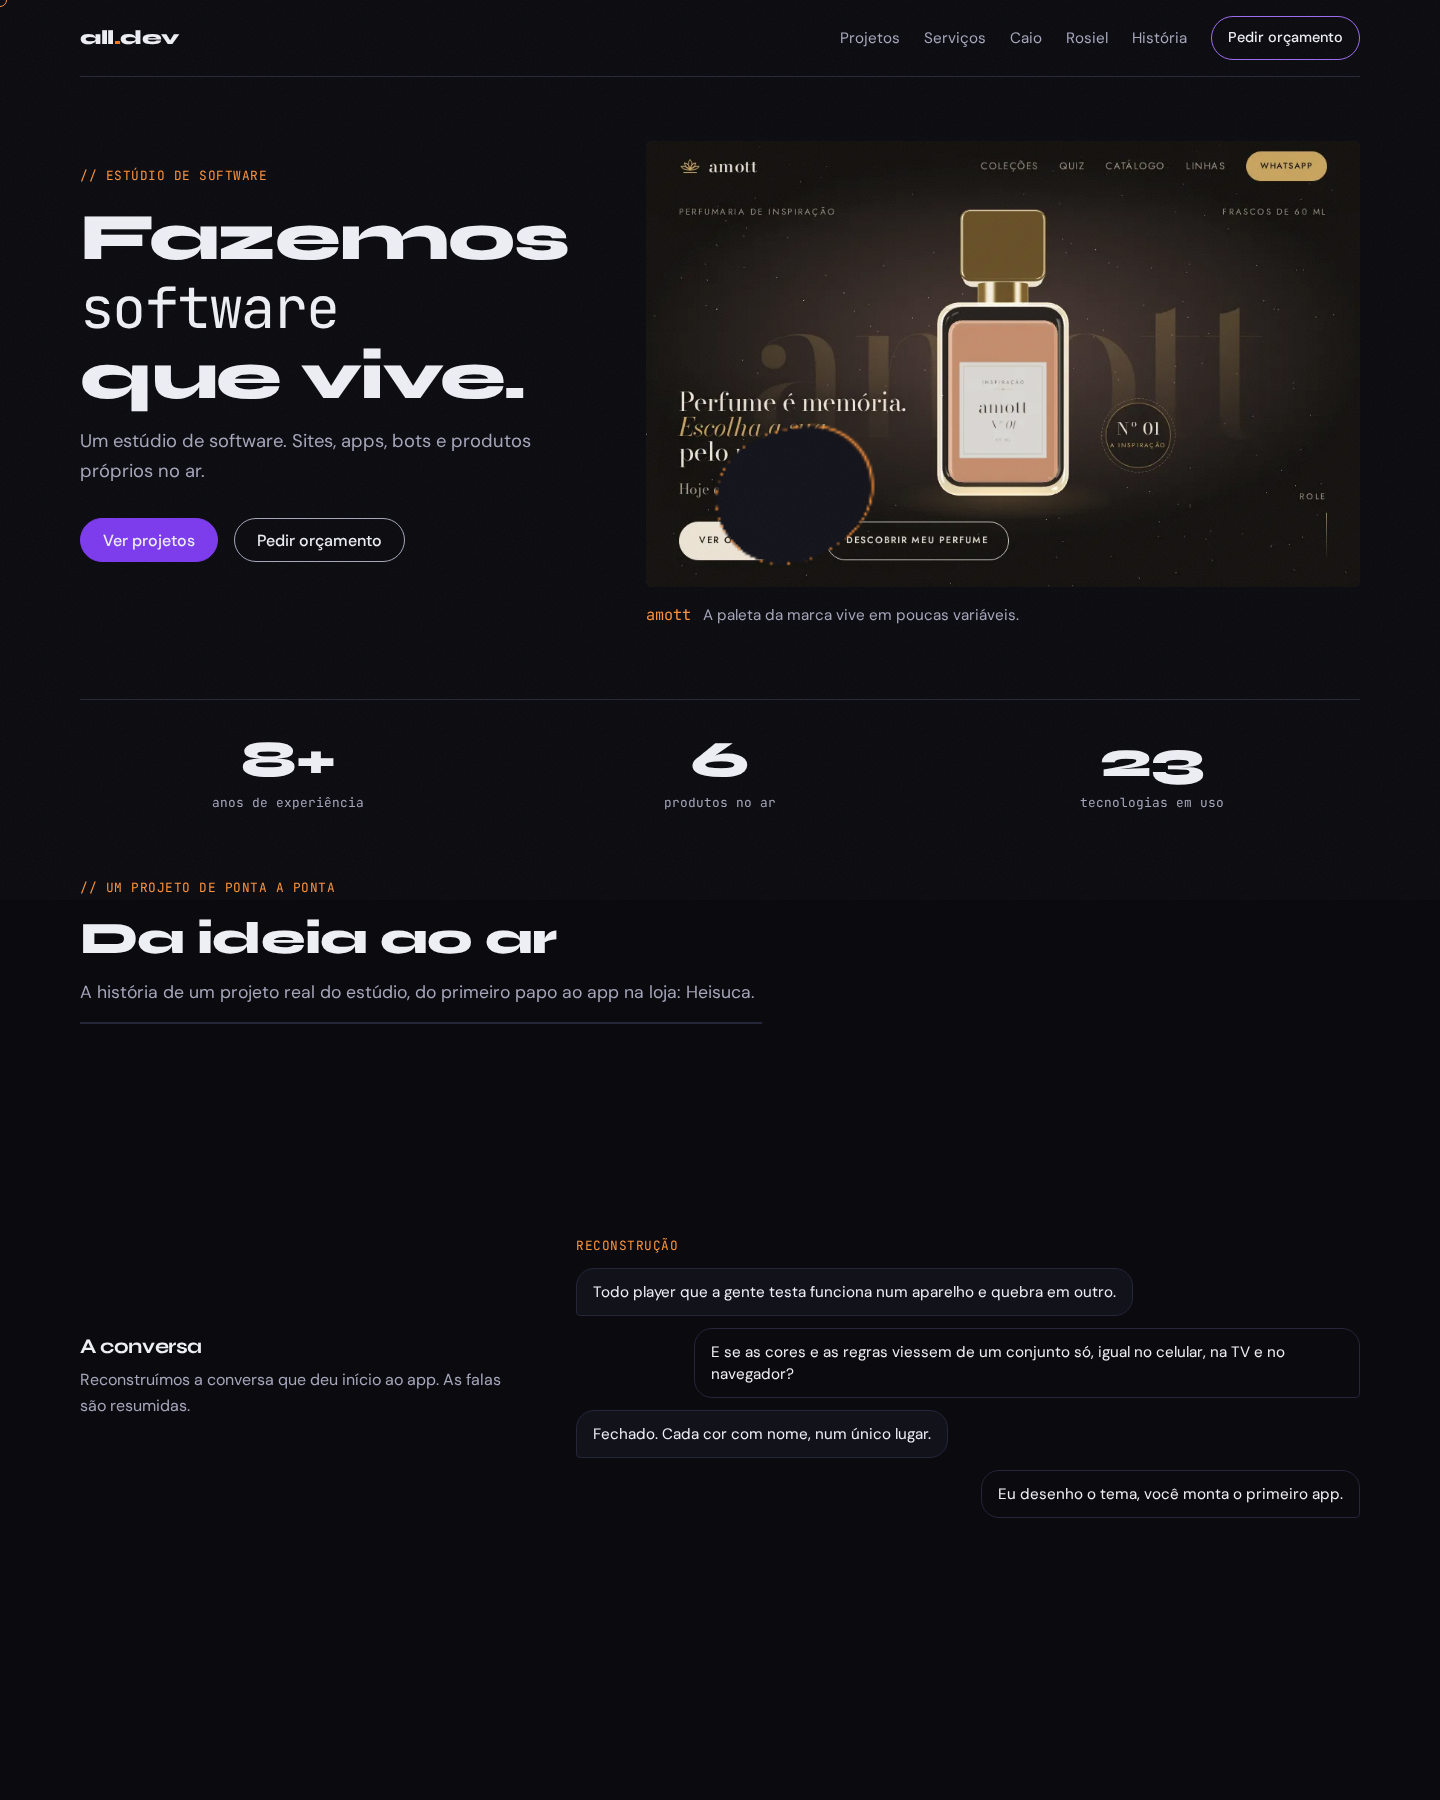 all.dev
Projetos Serviços Caio Rosiel História Pedir orçamento
// ESTÚDIO DE SOFTWARE
Fazemos
software
que vive.
Um estúdio de software. Sites, apps, bots e produtos
próprios no ar.
Ver projetos Pedir orçamento
amott
COLEÇÕES QUIZ CATÁLOGO LINHAS WHATSAPP
PERFUMARIA DE INSPIRAÇÃO
FRASCOS DE 60 ML
amott
INSPIRAÇÃO
amott
Nº 01
Nº 01
A INSPIRAÇÃO
Perfume é memória.
Escolha a sua
pelo
Hoje
ROLE
VER
DESCOBRIR MEU PERFUME
amott A paleta da marca vive em poucas variáveis.
8+
anos de experiência
6
produtos no ar
23
tecnologias em uso
// UM PROJETO DE PONTA A PONTA
Da ideia ao ar
A história de um projeto real do estúdio, do primeiro papo ao app na loja: Heisuca.
A conversa
Reconstruímos a conversa que deu início ao app. As falas
são resumidas.
RECONSTRUÇÃO
Todo player que a gente testa funciona num aparelho e quebra em outro.
E se as cores e as regras viessem de um conjunto só, igual no celular, na TV e no
navegador?
Fechado. Cada cor com nome, num único lugar.
Eu desenho o tema, você monta o primeiro app.